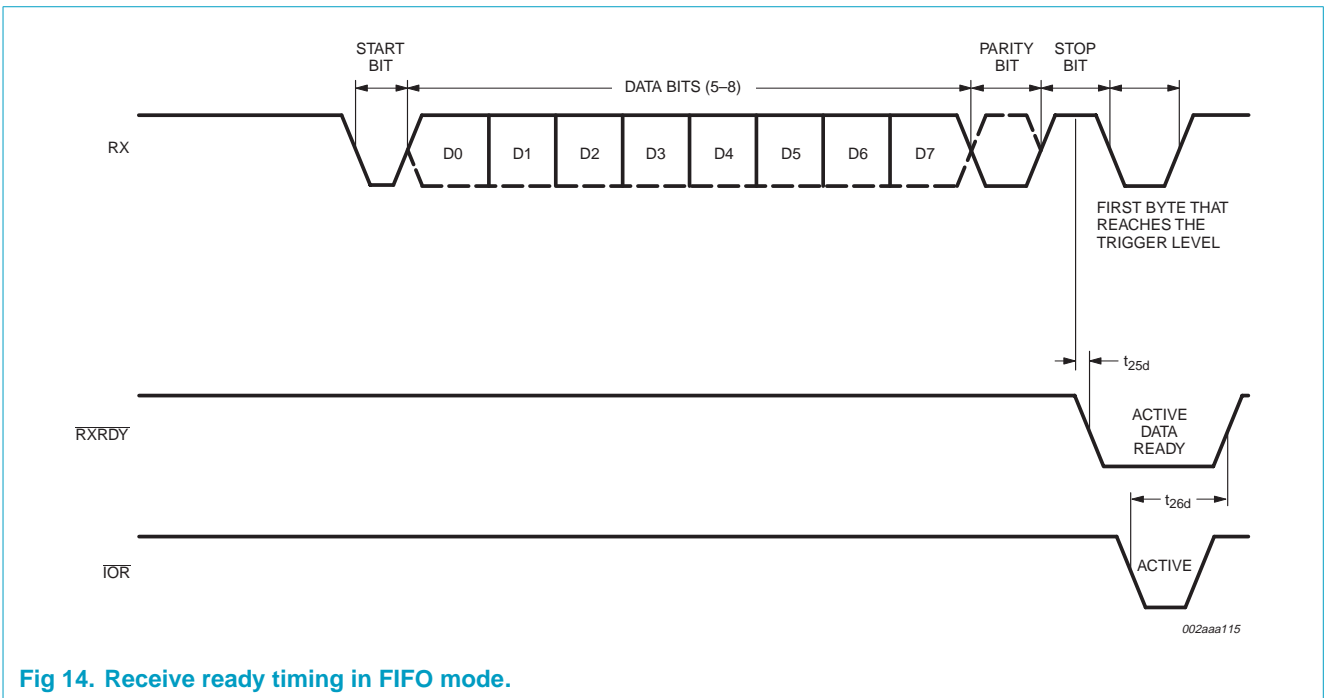 START
BIT
DATA BITS (5–8)
PARITY
BIT
STOP
BIT
RX
D0 D1 D2 D3 D4 D5 D6 D7
FIRST BYTE THAT
REACHES THE
TRIGGER LEVEL
t25d
RXRDY
ACTIVE
DATA
READY
t26d
IOR
ACTIVE
002aaa115
Fig 14. Receive ready timing in FIFO mode.